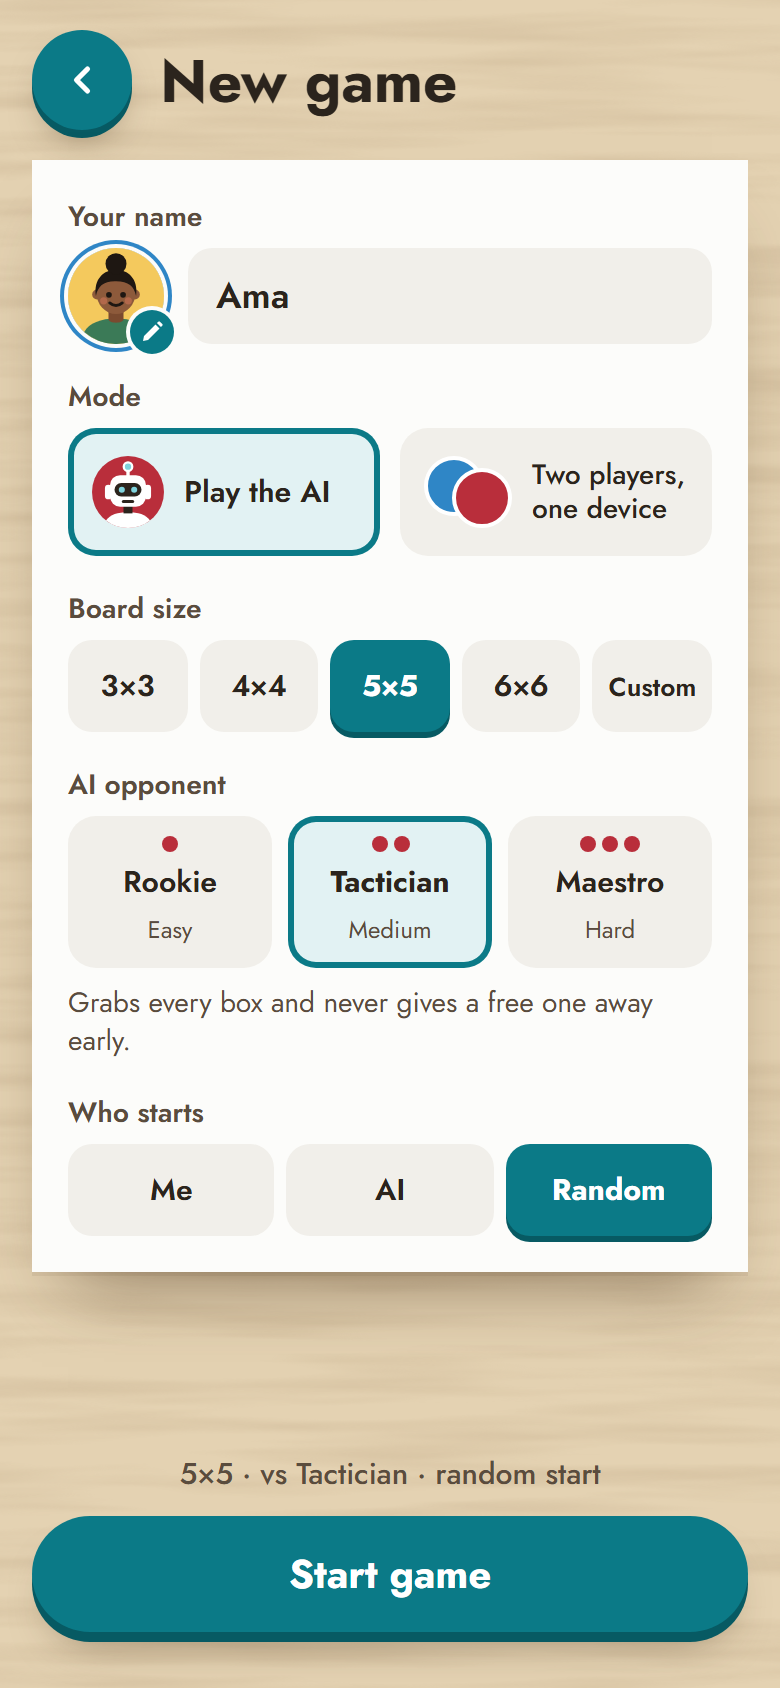 New game
Your name
Ama
Mode
Play the AI
Two players,
one device
Board size
3×3
4×4
5×5
6×6
Custom
AI opponent
Rookie
Easy
Tactician
Medium
Maestro
Hard
Grabs every box and never gives a free one away
early.
Who starts
Me
AI
Random
5×5 · vs Tactician · random start
Start game